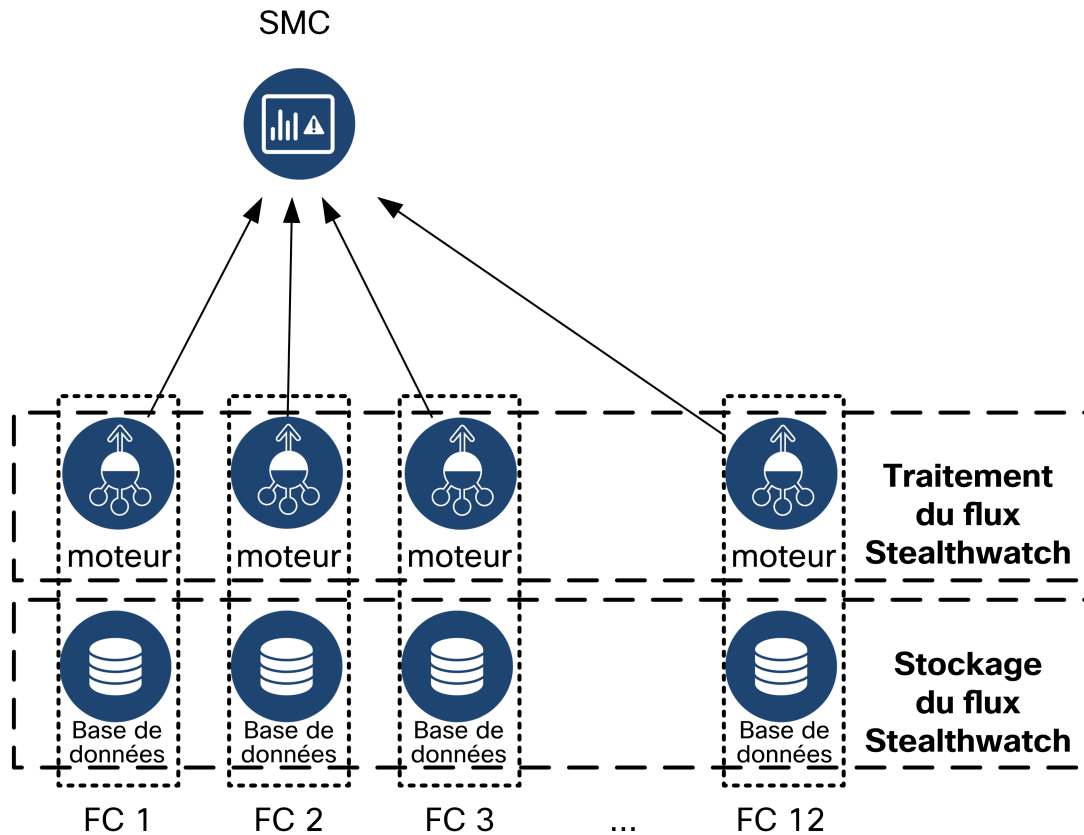 SMC
moteur
moteur
moteur
moteur
Traitement
du flux
Stealthwatch
Base de
données
Base de
données
Base de
données
Base de
données
Stockage
du flux
Stealthwatch
FC 1
FC 2
FC 3
...
FC 12